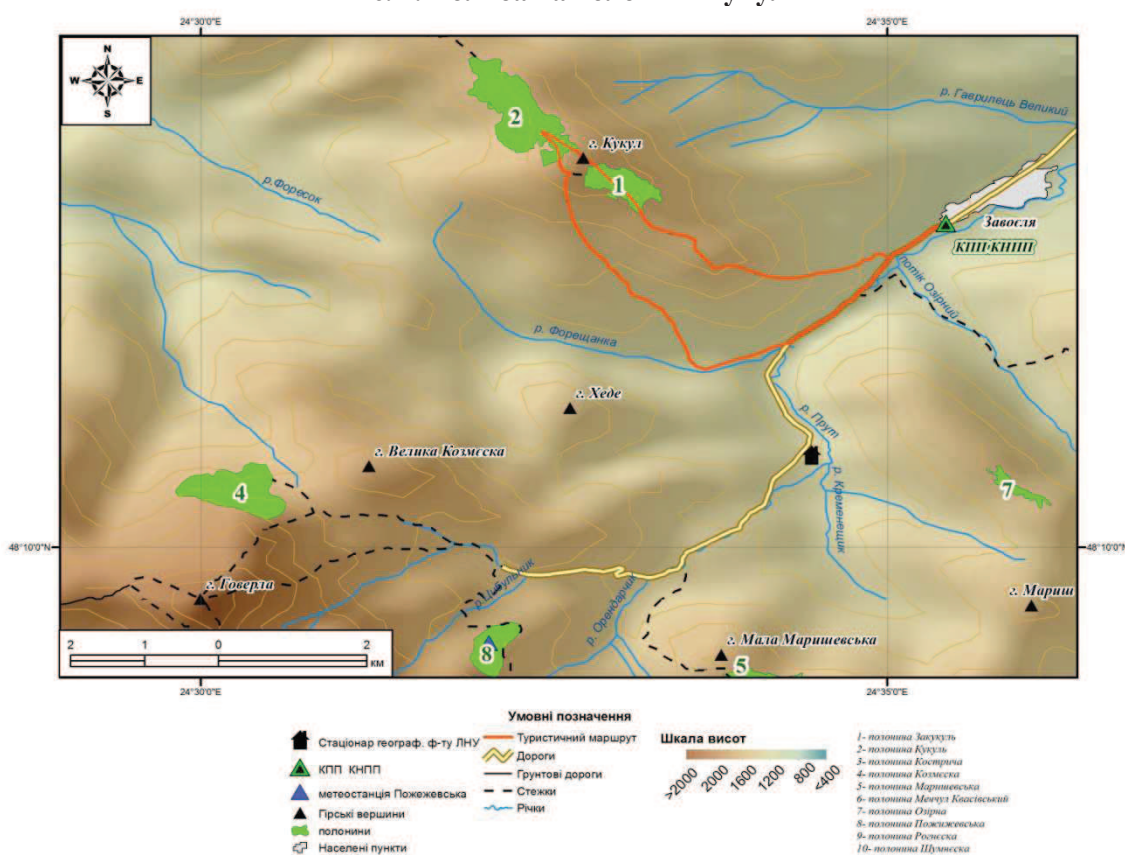 24°30'0"E
24°35'0"E
N
W E
S
р. Гаврилець Великий
2
г. Кукул
р.Форесок
1
Завоєля
КПП КНПП
потік Озірний
р. Форещанка
г. Хеде
р. Прут
г. Велика Козмєска
4
7
р. Кременещик
48°10'0"N
48°10'0"N
г. Говерла
р.Цибульник
р. Орендарчик
г. Мариш
2 1 0 2
км
8
г. Мала Маришевська
5
24°30'0"E
24°35'0"E
Умовні позначення
Стаціонар географ. ф-ту ЛНУ
КПП КНПП
метеостанція Пожежевська
Гірські вершини
полонини
Населені пункти
Туристичний маршрут
Дороги
Грунтові дороги
Стежки
Річки
Шкала висот
>2000 2000 1600 1200 800 <400
1- полонина Закукуль
2- полонина Кукуль
3- полонина Кострича
4- полонина Козмєска
5- полонина Маришевська
6- полонина Менчул Квасівський
7- полонина Озірна
8- полонина Пожижевська
9- полонина Рогнєска
10- полонина Шумнєска